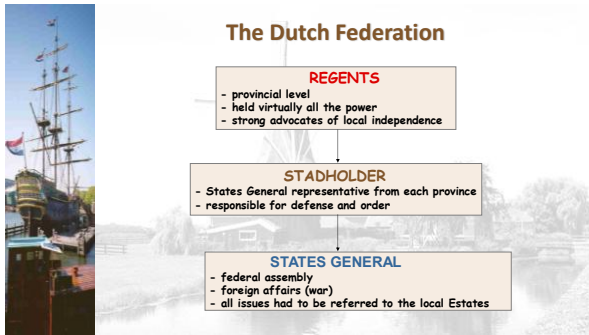 The Dutch Federation
REGENTS
- provincial level
- held virtually all the power
- strong advocates of local independence
STADHOLDER
- States General representative from each province
- responsible for defense and order
STATES GENERAL
- federal assembly
- foreign affairs (war)
- all issues had to be referred to the local Estates